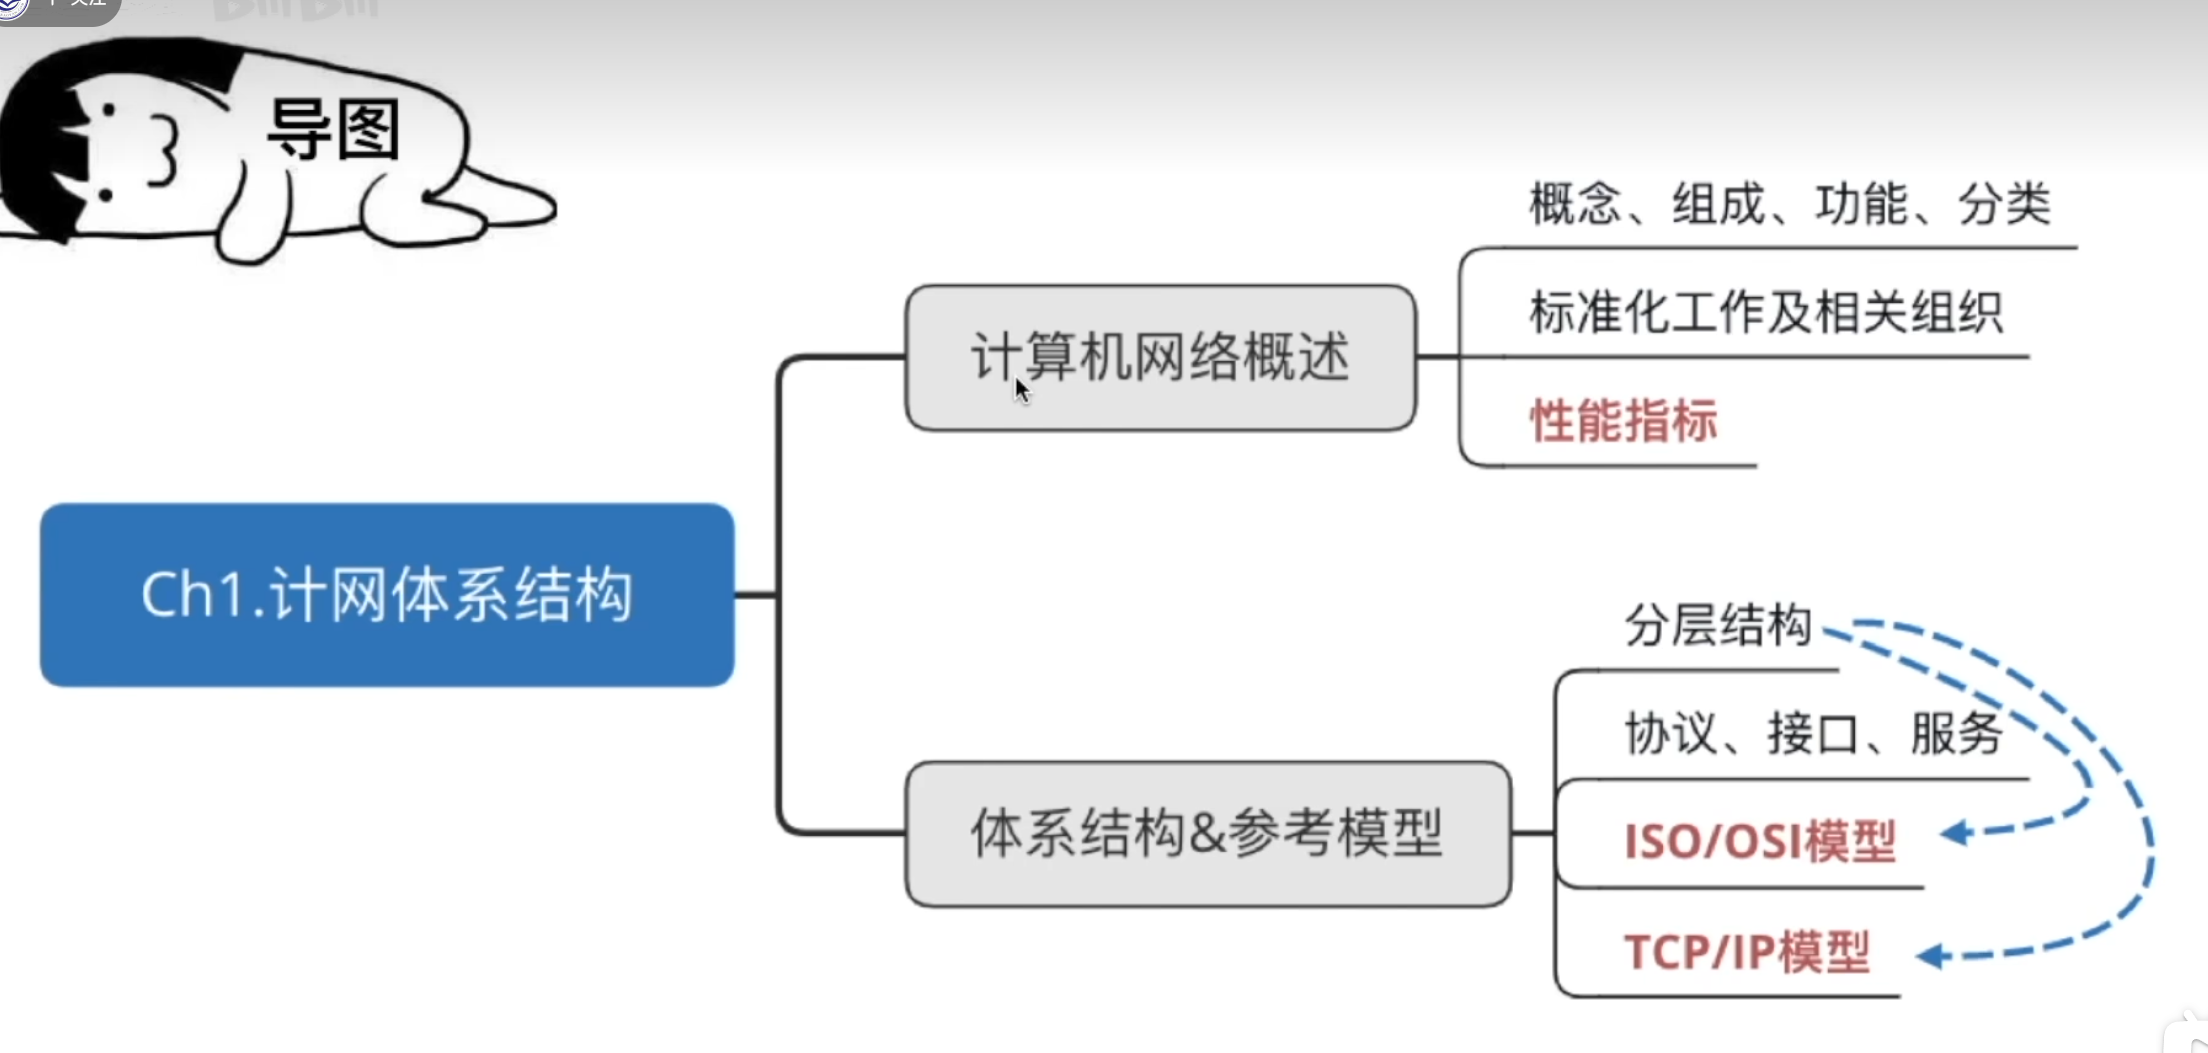 导图
概念、组成、功能、分类
标准化工作及相关组织
计算机网络概述
性能指标
Ch1.计网体系结构
分层结构
协议、接口、服务
体系结构&参考模型
ISO/OSI模型
TCP/IP模型